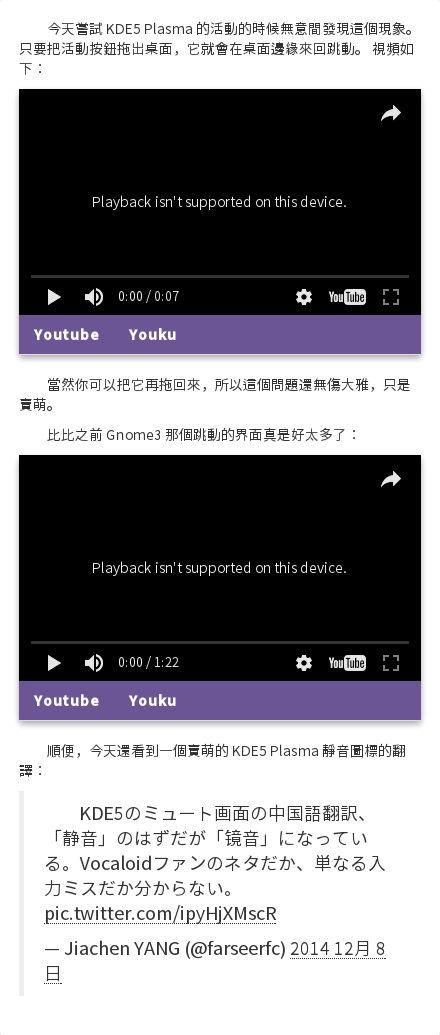 今天嘗試 KDE5 Plasma 的活動的時候無意間發現這個現象。
只要把活動按鈕拖出桌面，它就會在桌面邊緣來回跳動。 視頻如
下：
Playback isn't supported on this device.
0:00 / 0:07
YouTube
Youtube Youku
當然你可以把它再拖回來，所以這個問題還無傷大雅，只是
賣萌。
比比之前 Gnome3 那個跳動的界面真是好太多了：
Playback isn't supported on this device.
0:00 / 1:22
YouTube
Youtube Youku
順便，今天還看到一個賣萌的 KDE5 Plasma 靜音圖標的翻
譯：
KDE5のミュート画面の中国語翻訳、
「静音」のはずだが「镜音」になってい
る。Vocaloidファンのネタだか、単なる入
力ミスだか分からない。
pic.twitter.com/ipyHjXMscR
— Jiachen YANG (@farseerfc) 2014 12月 8
日